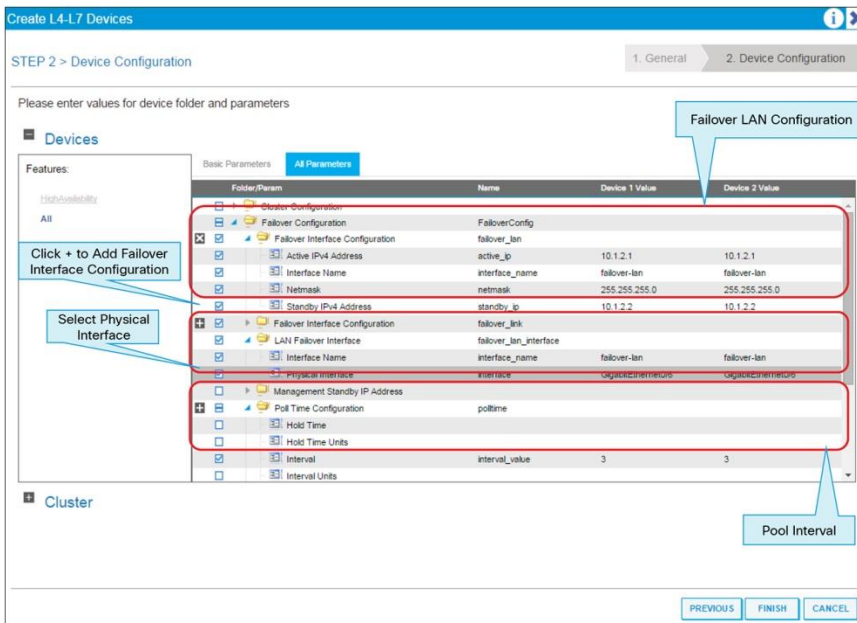 Create L4-L7 Devices
STEP 2 > Device Configuration
1. General
2. Device Configuration
Please enter values for device folder and parameters
Failover LAN Configuration
Devices
Features:
HighAvailability
All
Basic Parameters
All Parameters
Folder/Param Name Device 1 Value Device 2 Value
Cluster Configuration
Failover Configuration FailoverConfig
Failover Interface Configuration failover_lan
Active IPv4 Address active_ip 10.1.2.1 10.1.2.1
Interface Name interface_name failover-lan failover-lan
Netmask netmask 255.255.255.0 255.255.255.0
Standby IPv4 Address standby_ip 10.1.2.2 10.1.2.2
Failover Interface Configuration failover_link
LAN Failover Interface failover_lan_interface
Interface Name interface_name failover-lan failover-lan
Physical Interface interface GigabitEthernet0/6 GigabitEthernet0/6
Management Standby IP Address
Poll Time Configuration polltime
Hold Time
Hold Time Units
Interval interval_value 3 3
Interval Units
Click + to Add Failover
Interface Configuration
Select Physical
Interface
Cluster
Pool Interval
PREVIOUS
FINISH
CANCEL